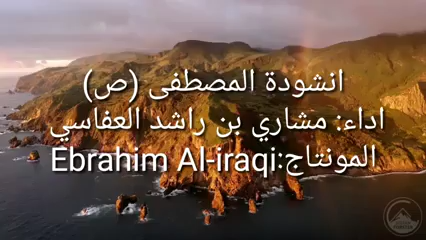 انشودة المصطفى (ص)
اداء: مشاري بن راشد العفاسي
المونتاج:Ebrahim Al-iraqi